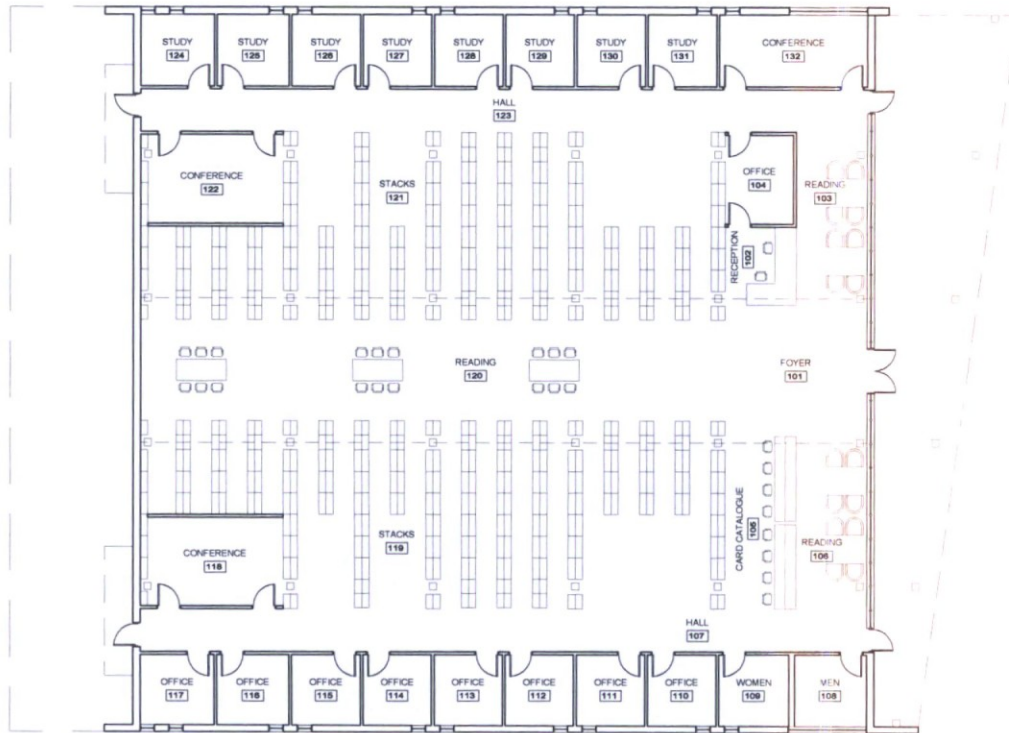 STUDY STUDY STUDY STUDY STUDY STUDY STUDY STUDY CONFERENCE
124 125 126 127 128 129 130 131 132
HALL
123
CONFERENCE
122
STACKS
121
OFFICE
104
READING
103
RECEPTION
102
READING
120
FOYER
101
CARD CATALOGUE
105
STACKS
119
READING
106
CONFERENCE
118
HALL
107
OFFICE OFFICE OFFICE OFFICE OFFICE OFFICE OFFICE OFFICE WOMEN MEN
117 116 115 114 113 112 111 110 109 108